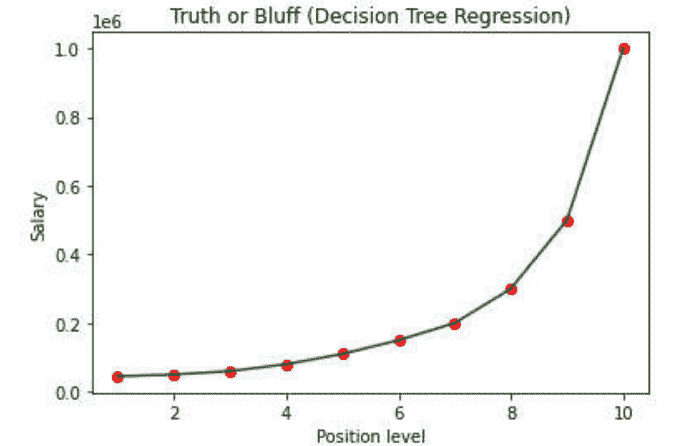 Truth or Bluff (Decision Tree Regression)
1e6
1.0
0.8
0.6
0.4
0.2
0.0
Salary
2 4 6 8 10
Position level